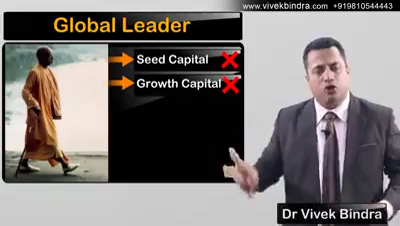 www.vivekbindra.com +919810544443
Global Leader
Seed Capital
Growth Capital
Dr Vivek Bindra